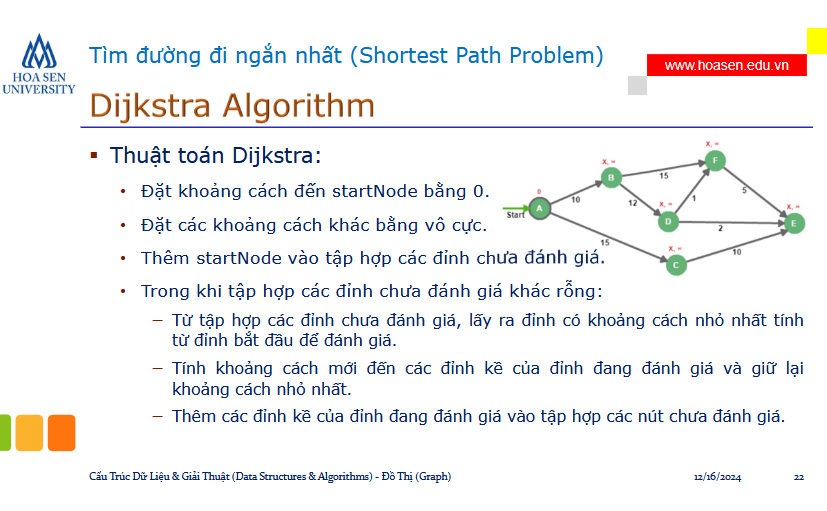 Tìm đường đi ngắn nhất (Shortest Path Problem)
www.hoasen.edu.vn
HOA SEN
UNIVERSITY
Dijkstra Algorithm
▪ Thuật toán Dijkstra:
• Đặt khoảng cách đến startNode bằng 0.
• Đặt các khoảng cách khác bằng vô cực.
• Thêm startNode vào tập hợp các đỉnh chưa đánh giá.
• Trong khi tập hợp các đỉnh chưa đánh giá khác rỗng:
– Từ tập hợp các đỉnh chưa đánh giá, lấy ra đỉnh có khoảng cách nhỏ nhất tính
từ đỉnh bắt đầu để đánh giá.
– Tính khoảng cách mới đến các đỉnh kề của đỉnh đang đánh giá và giữ lại
khoảng cách nhỏ nhất.
– Thêm các đỉnh kề của đỉnh đang đánh giá vào tập hợp các nút chưa đánh giá.
X, ∞
F
X, ∞
B
15
5
0
A
Start
10
12
1
X, ∞
D
X, ∞
E
2
15
X, ∞
C
10
Cấu Trúc Dữ Liệu & Giải Thuật (Data Structures & Algorithms) - Đồ Thị (Graph)
12/16/2024
22